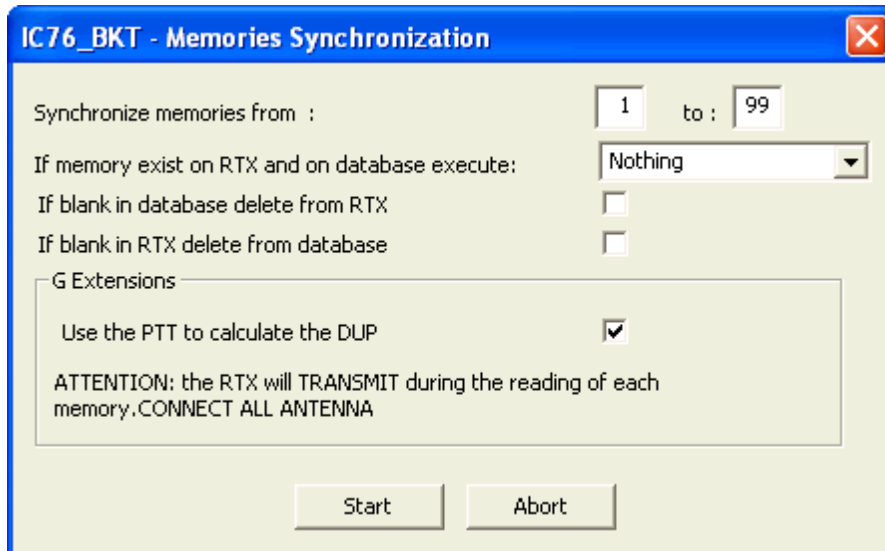 IC76_BKT - Memories Synchronization
Synchronize memories from : 1 to : 99
If memory exist on RTX and on database execute: Nothing
If blank in database delete from RTX
If blank in RTX delete from database
G Extensions
Use the PTT to calculate the DUP
ATTENTION: the RTX will TRANSMIT during the reading of each
memory.CONNECT ALL ANTENNA
Start Abort